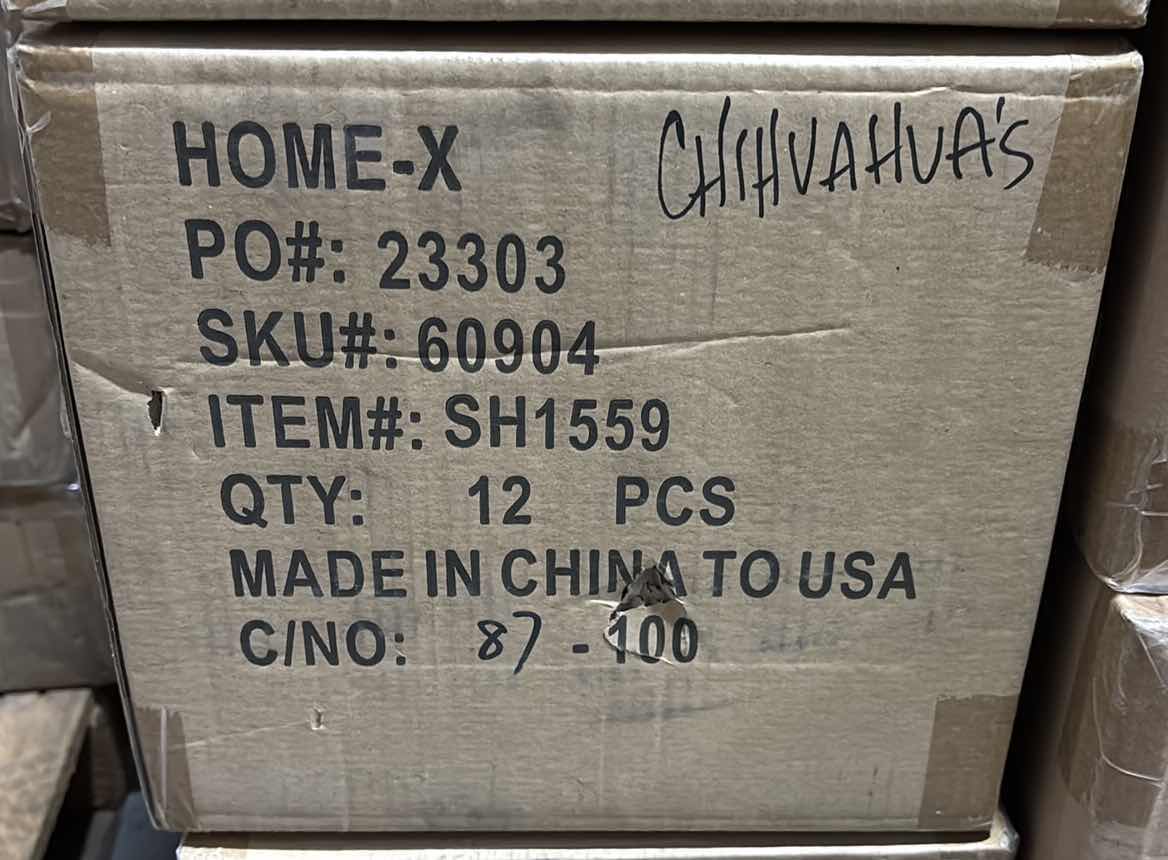 HOME-X
CHIHUAHUA'S
PO#: 23303
SKU#: 60904
ITEM#: SH1559
QTY: 12 PCS
MADE IN CHINA TO USA
C/NO: 87 - 100